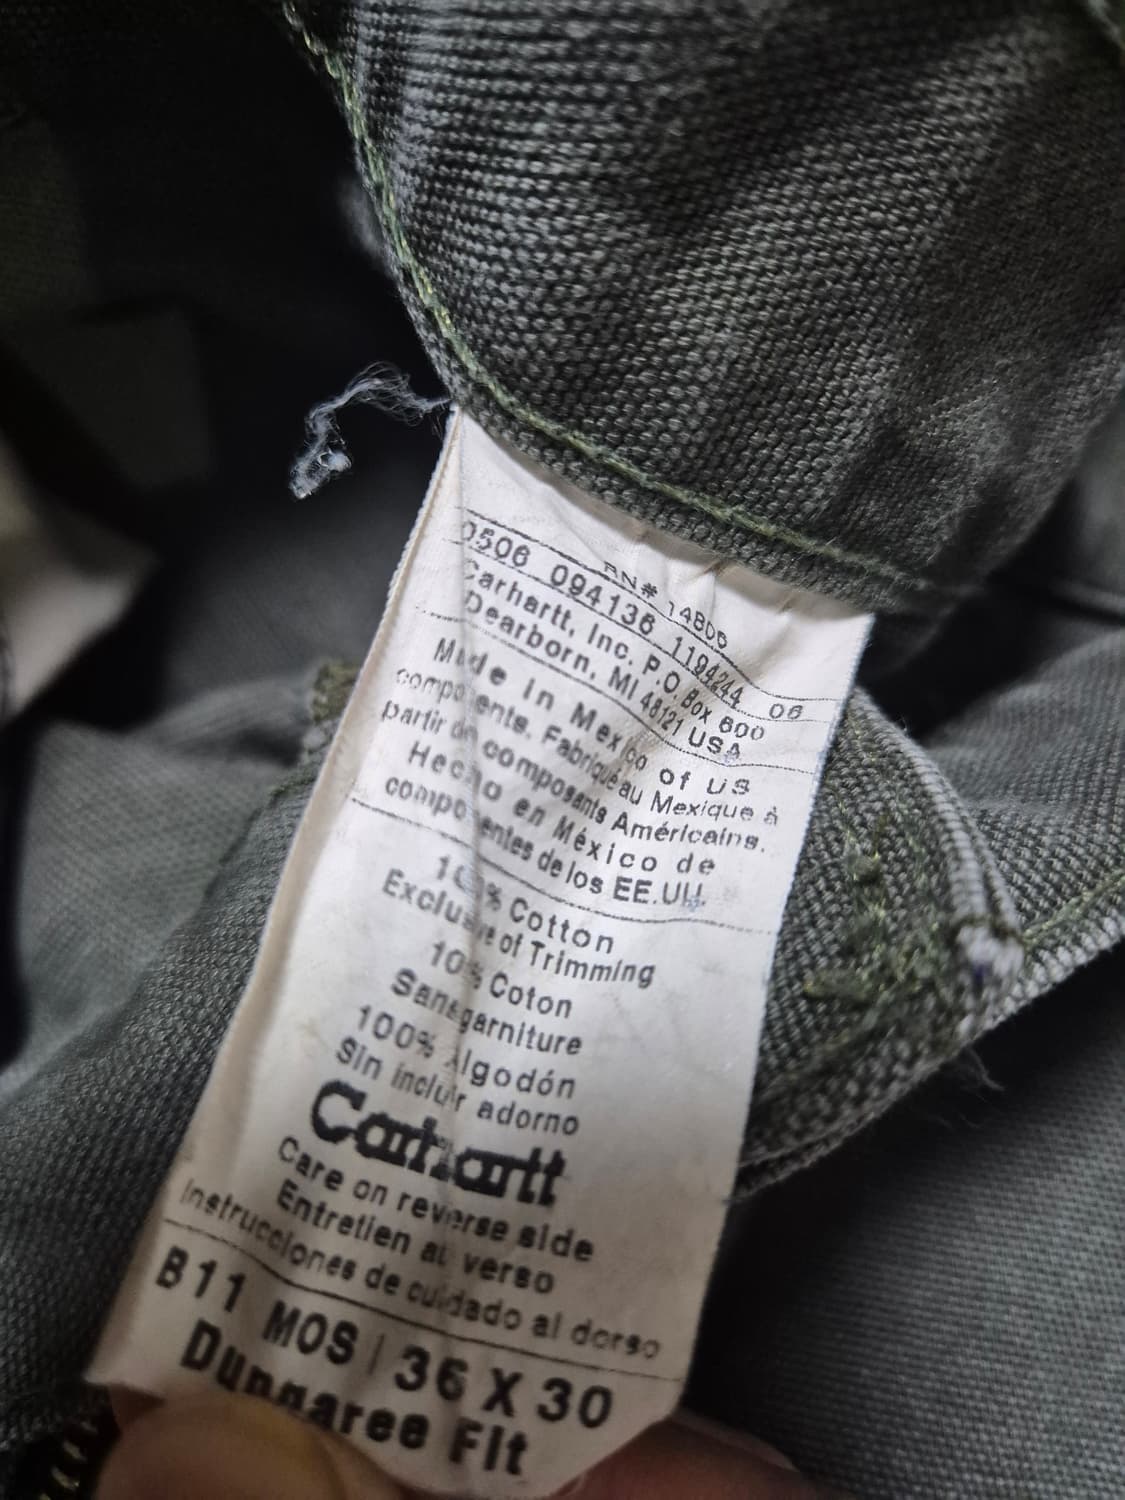 RN# 14806
0506 094136 1194244 06
Carhartt, Inc. P.O. Box 600
Dearborn, MI 48121 USA
Made in Mexico of US
components. Fabriqué au Mexique à
partir de composants Américains.
Hecho en México de
componentes de los EE.UU.
100% Cotton
Exclusive of Trimming
100% Coton
Sans garniture
100% Algodón
Sin incluir adorno
Carhartt
Care on reverse side
Entretien au verso
Instrucciones de cuidado al dorso
B11 MOS | 36 X 30
Dungaree Fit